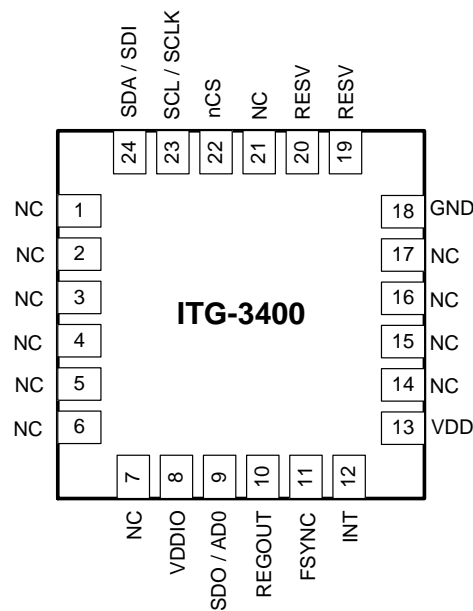 SDA / SDI
SCL / SCLK
nCS
NC
RESV
RESV
24
23
22
21
20
19
NC 1
NC 2
NC 3
NC 4
NC 5
NC 6
ITG-3400
18 GND
17 NC
16 NC
15 NC
14 NC
13 VDD
7
8
9
10
11
12
NC
VDDIO
SDO / AD0
REGOUT
FSYNC
INT